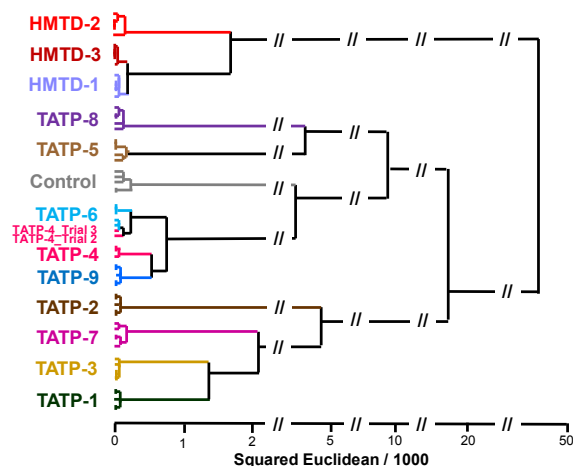 HMTD-2
HMTD-3
HMTD-1
TATP-8
TATP-5
Control
TATP-6
TATP-4_Trial 3
TATP-4_Trial 2
TATP-4
TATP-9
TATP-2
TATP-7
TATP-3
TATP-1
0 1 2 5 10 20 50
Squared Euclidean / 1000